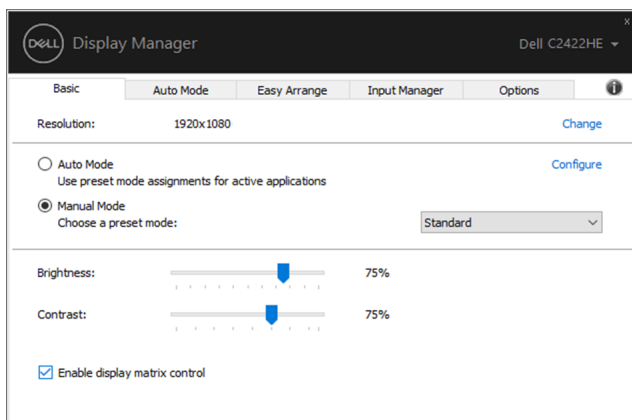 x
DELL Display Manager Dell C2422HE
Basic Auto Mode Easy Arrange Input Manager Options i
Resolution: 1920x1080 Change
Auto Mode Configure
Use preset mode assignments for active applications
Manual Mode
Choose a preset mode: Standard
Brightness: 75%
Contrast: 75%
Enable display matrix control